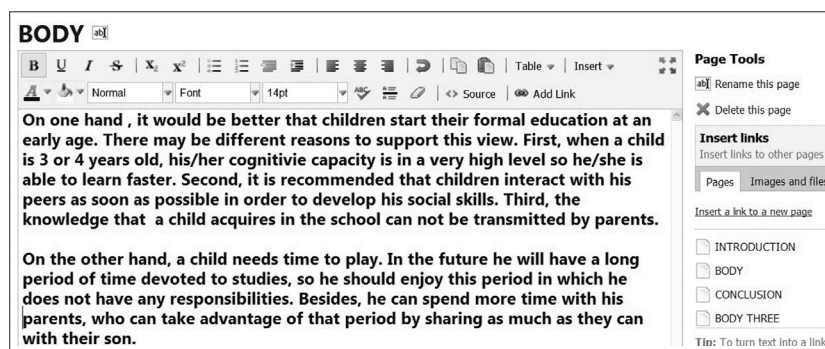 BODY
B U I S X₂ X² Table Insert
A Normal Font 14pt ABC Source Add Link
On one hand , it would be better that children start their formal education at an
early age. There may be different reasons to support this view. First, when a child
is 3 or 4 years old, his/her cognitivie capacity is in a very high level so he/she is
able to learn faster. Second, it is recommended that children interact with his
peers as soon as possible in order to develop his social skills. Third, the
knowledge that a child acquires in the school can not be transmitted by parents.
On the other hand, a child needs time to play. In the future he will have a long
period of time devoted to studies, so he should enjoy this period in which he
does not have any responsibilities. Besides, he can spend more time with his
parents, who can take advantage of that period by sharing as much as they can
with their son.
Page Tools
Rename this page
Delete this page
Insert links
Insert links to other pages
Pages Images and files
Insert a link to a new page
INTRODUCTION
BODY
CONCLUSION
BODY THREE
Tip: To turn text into a link